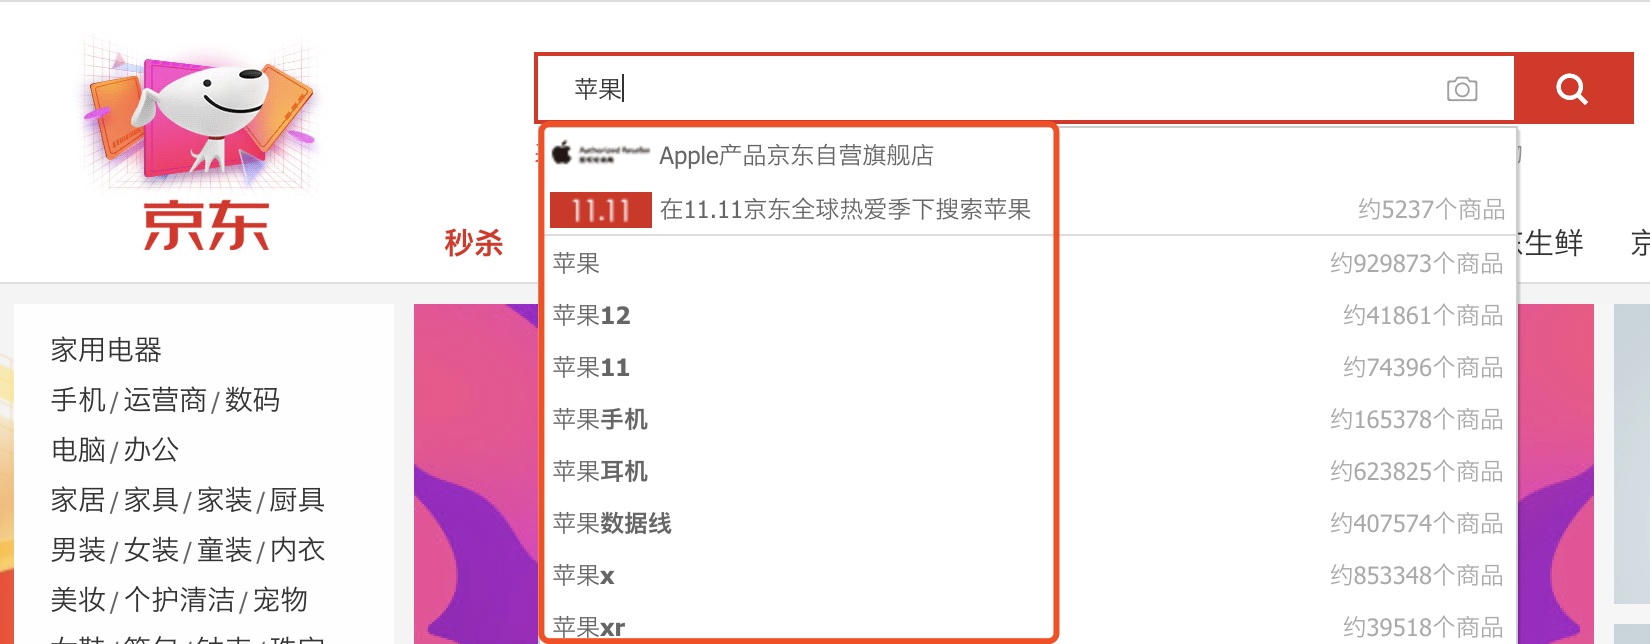 苹果
Authorized Reseller
Apple产品京东自营旗舰店
11.11 在11.11京东全球热爱季下搜索苹果 约5237个商品
京东
秒杀
生鲜
苹果 约929873个商品
苹果12 约41861个商品
苹果11 约74396个商品
苹果手机 约165378个商品
苹果耳机 约623825个商品
苹果数据线 约407574个商品
苹果x 约853348个商品
苹果xr 约39518个商品
家用电器
手机/运营商/数码
电脑/办公
家居/家具/家装/厨具
男装/女装/童装/内衣
美妆/个护清洁/宠物